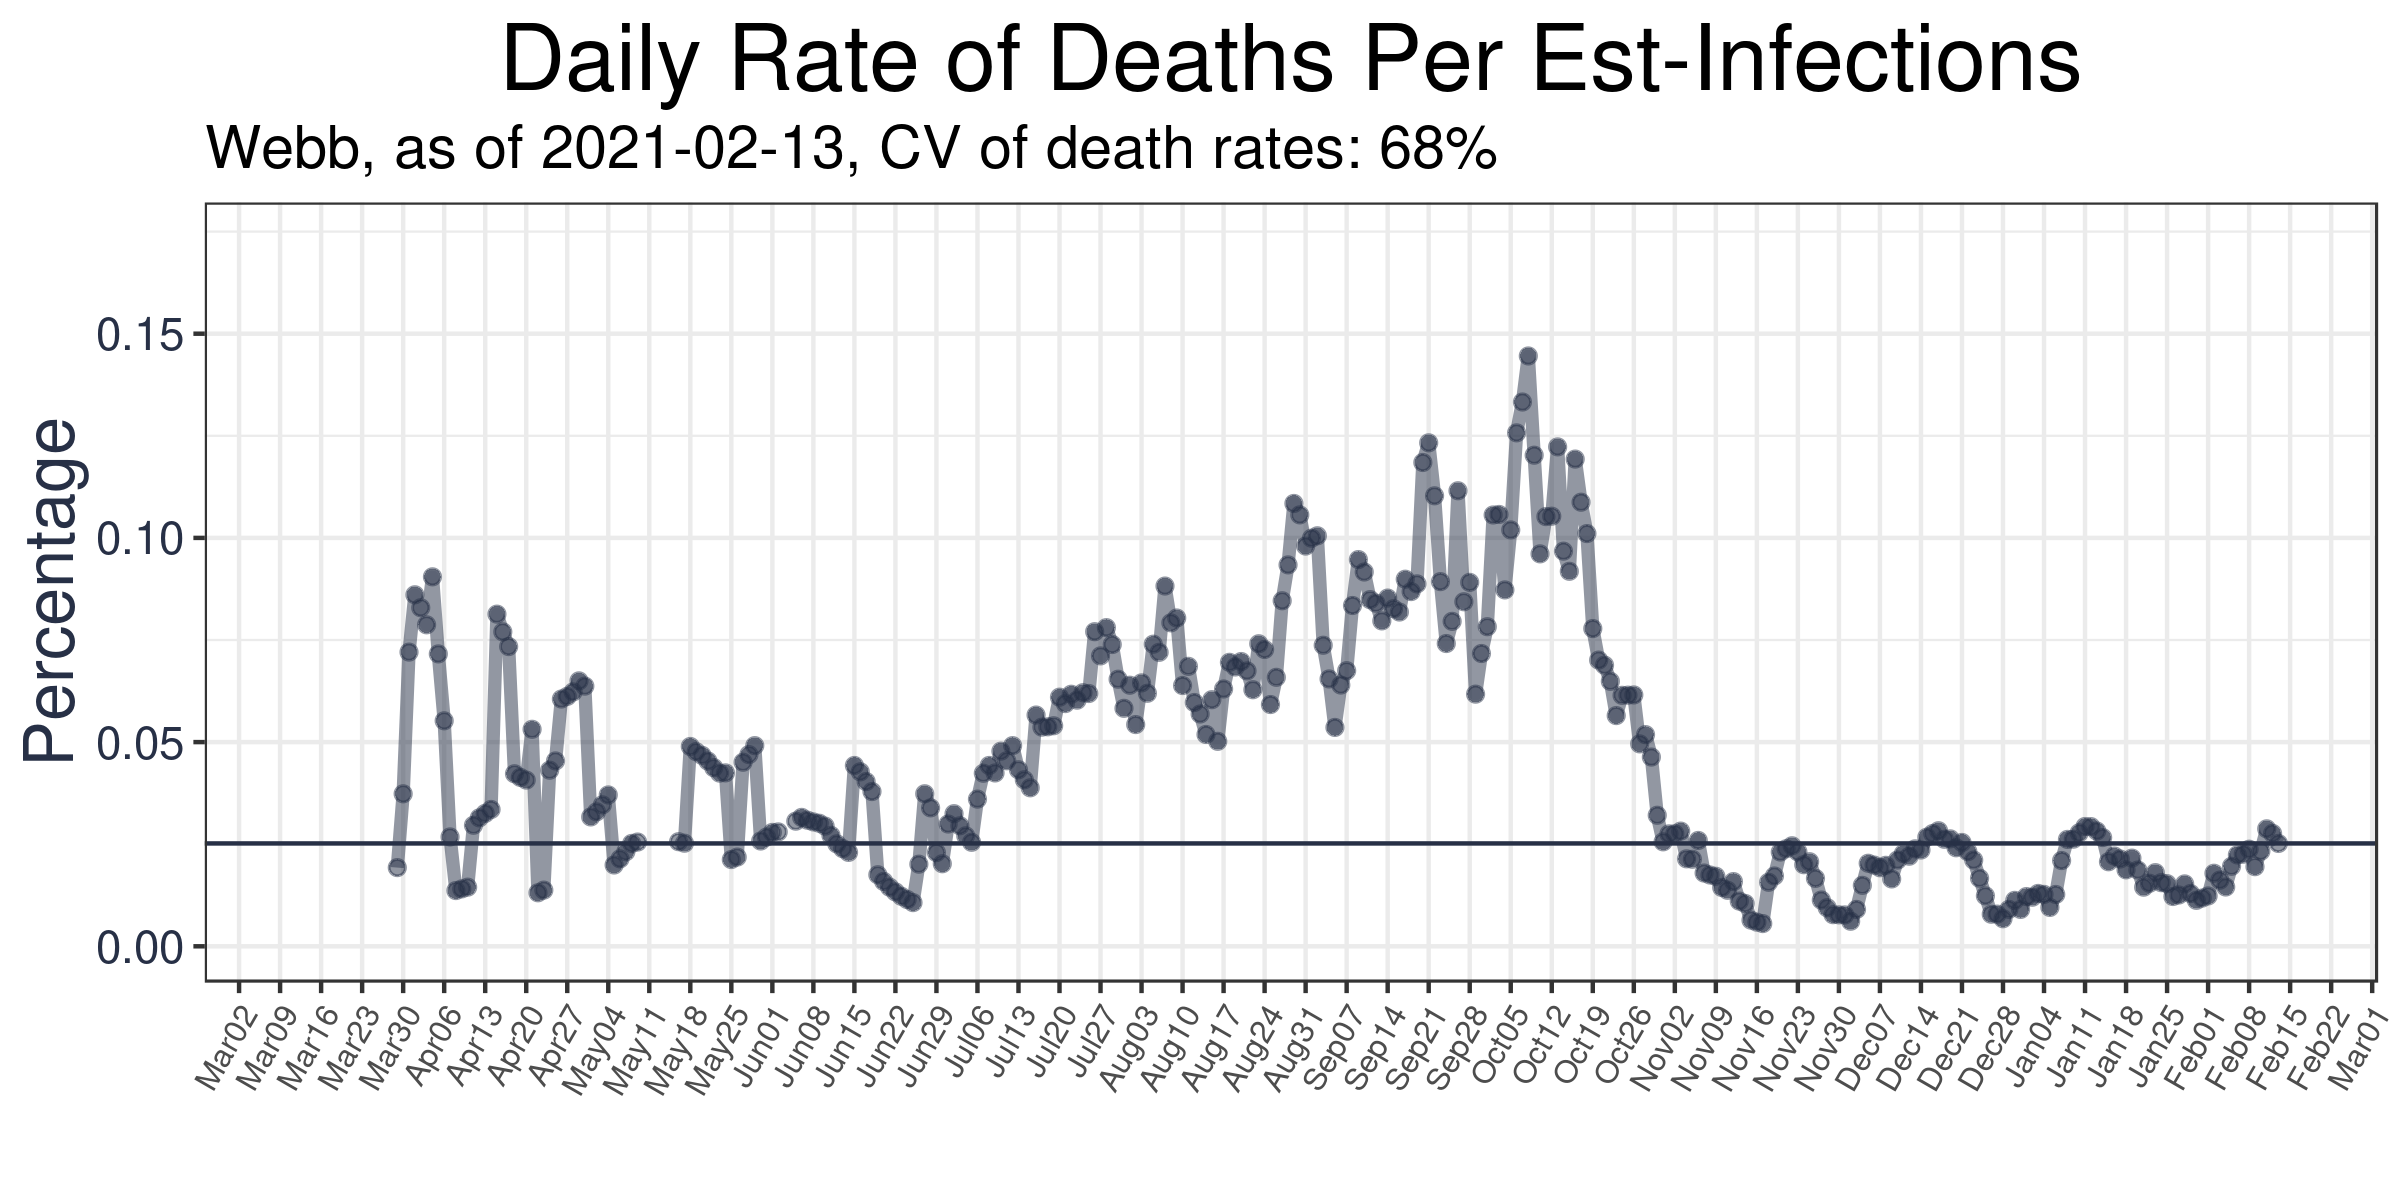 Daily Rate of Deaths Per Est-Infections
Webb, as of 2021-02-13, CV of death rates: 68%
Percentage
0.15
0.10
0.05
0.00
Mar02 Mar09 Mar16 Mar23 Mar30 Apr06 Apr13 Apr20 Apr27 May04 May11 May18 May25 Jun01 Jun08 Jun15 Jun22 Jun29 Jul06 Jul13 Jul20 Jul27 Aug03 Aug10 Aug17 Aug24 Aug31 Sep07 Sep14 Sep21 Sep28 Oct05 Oct12 Oct19 Oct26 Nov02 Nov09 Nov16 Nov23 Nov30 Dec07 Dec14 Dec21 Dec28 Jan04 Jan11 Jan18 Jan25 Feb01 Feb08 Feb15 Feb22 Mar01